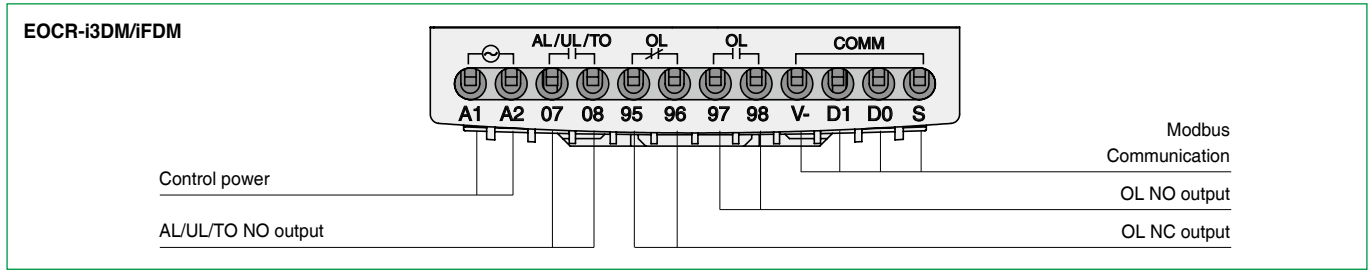 EOCR-i3DM/iFDM
AL/UL/TO OL OL COMM
A1 A2 07 08 95 96 97 98 V- D1 D0 S
Modbus
Communication
Control power
OL NO output
AL/UL/TO NO output
OL NC output